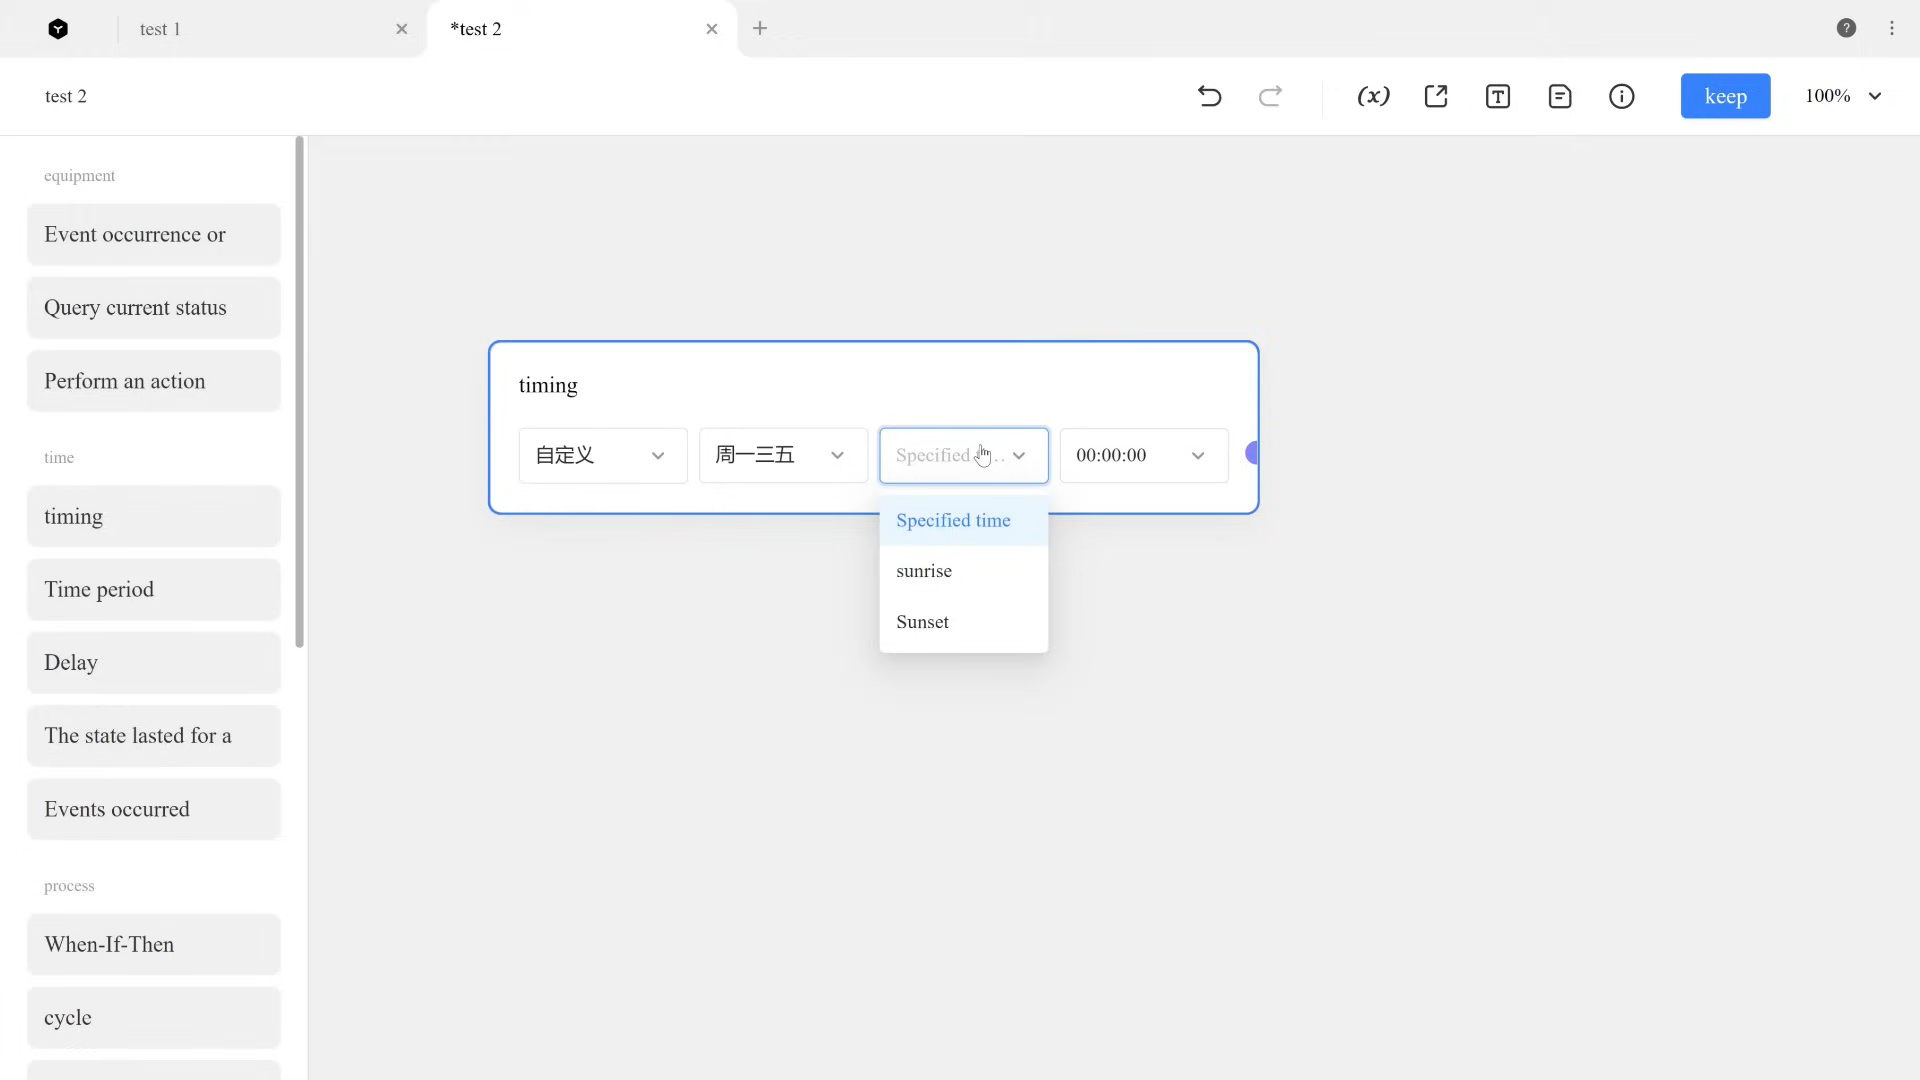 test 1
*test 2
?
test 2
(x)
T
keep
100%
equipment
Event occurrence or
Query current status
Perform an action
time
timing
Time period
Delay
The state lasted for a
Events occurred
process
When-If-Then
cycle
timing
自定义
周一三五
Specified
00:00:00
Specified time
sunrise
Sunset